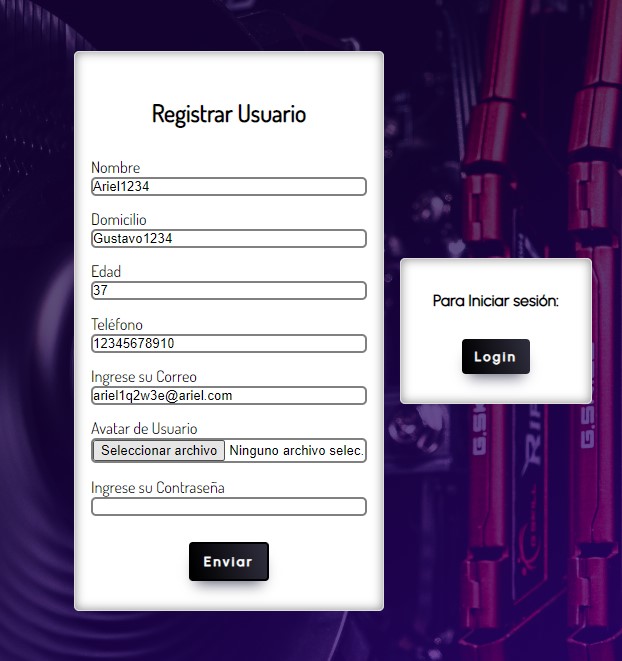 Registrar Usuario
Nombre
Ariel1234
Domicilio
Gustavo1234
Edad
37
Teléfono
12345678910
Ingrese su Correo
ariel1q2w3e@ariel.com
Avatar de Usuario
Seleccionar archivo Ninguno archivo selec.
Ingrese su Contraseña
Enviar
Para Iniciar sesión:
Login
G.SKILL